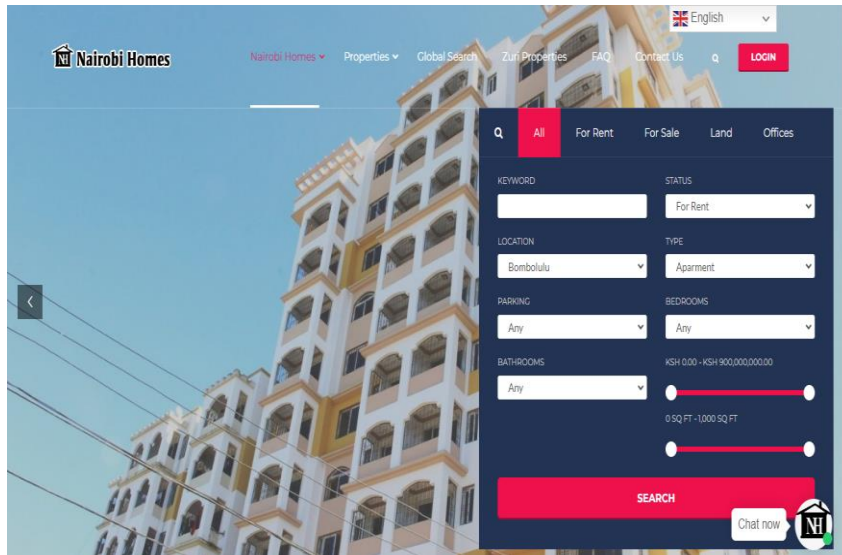 English
NH Nairobi Homes
Nairobi Homes Properties Global Search Zuri Properties FAQ Contact Us LOGIN
All For Rent For Sale Land Offices
KEYWORD STATUS
For Rent
LOCATION TYPE
Bombolulu Aparment
PARKING BEDROOMS
Any Any
BATHROOMS KSH 0.00 - KSH 900,000,000.00
Any
0 SQ FT - 1,000 SQ FT
SEARCH
Chat now NH